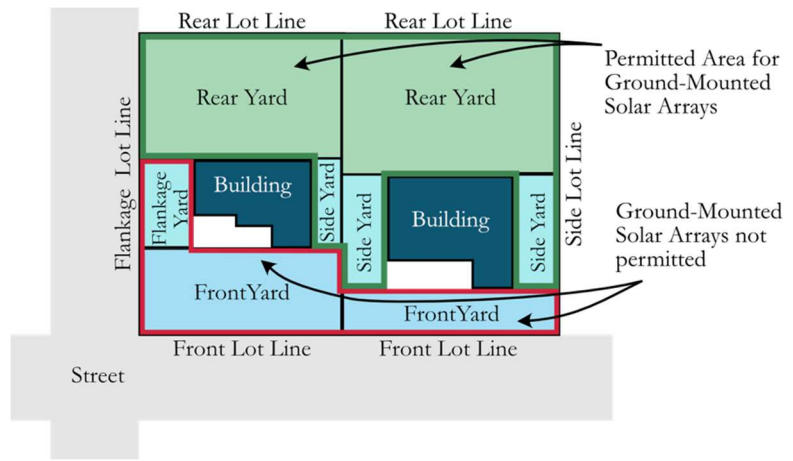 Rear Lot Line
Rear Lot Line
Permitted Area for
Ground-Mounted
Solar Arrays
Rear Yard
Rear Yard
Flankage Lot Line
Side Lot Line
Flankage
Yard
Building
Side Yard
Side Yard
Building
Side Yard
Ground-Mounted
Solar Arrays not
permitted
FrontYard
FrontYard
Front Lot Line
Front Lot Line
Street